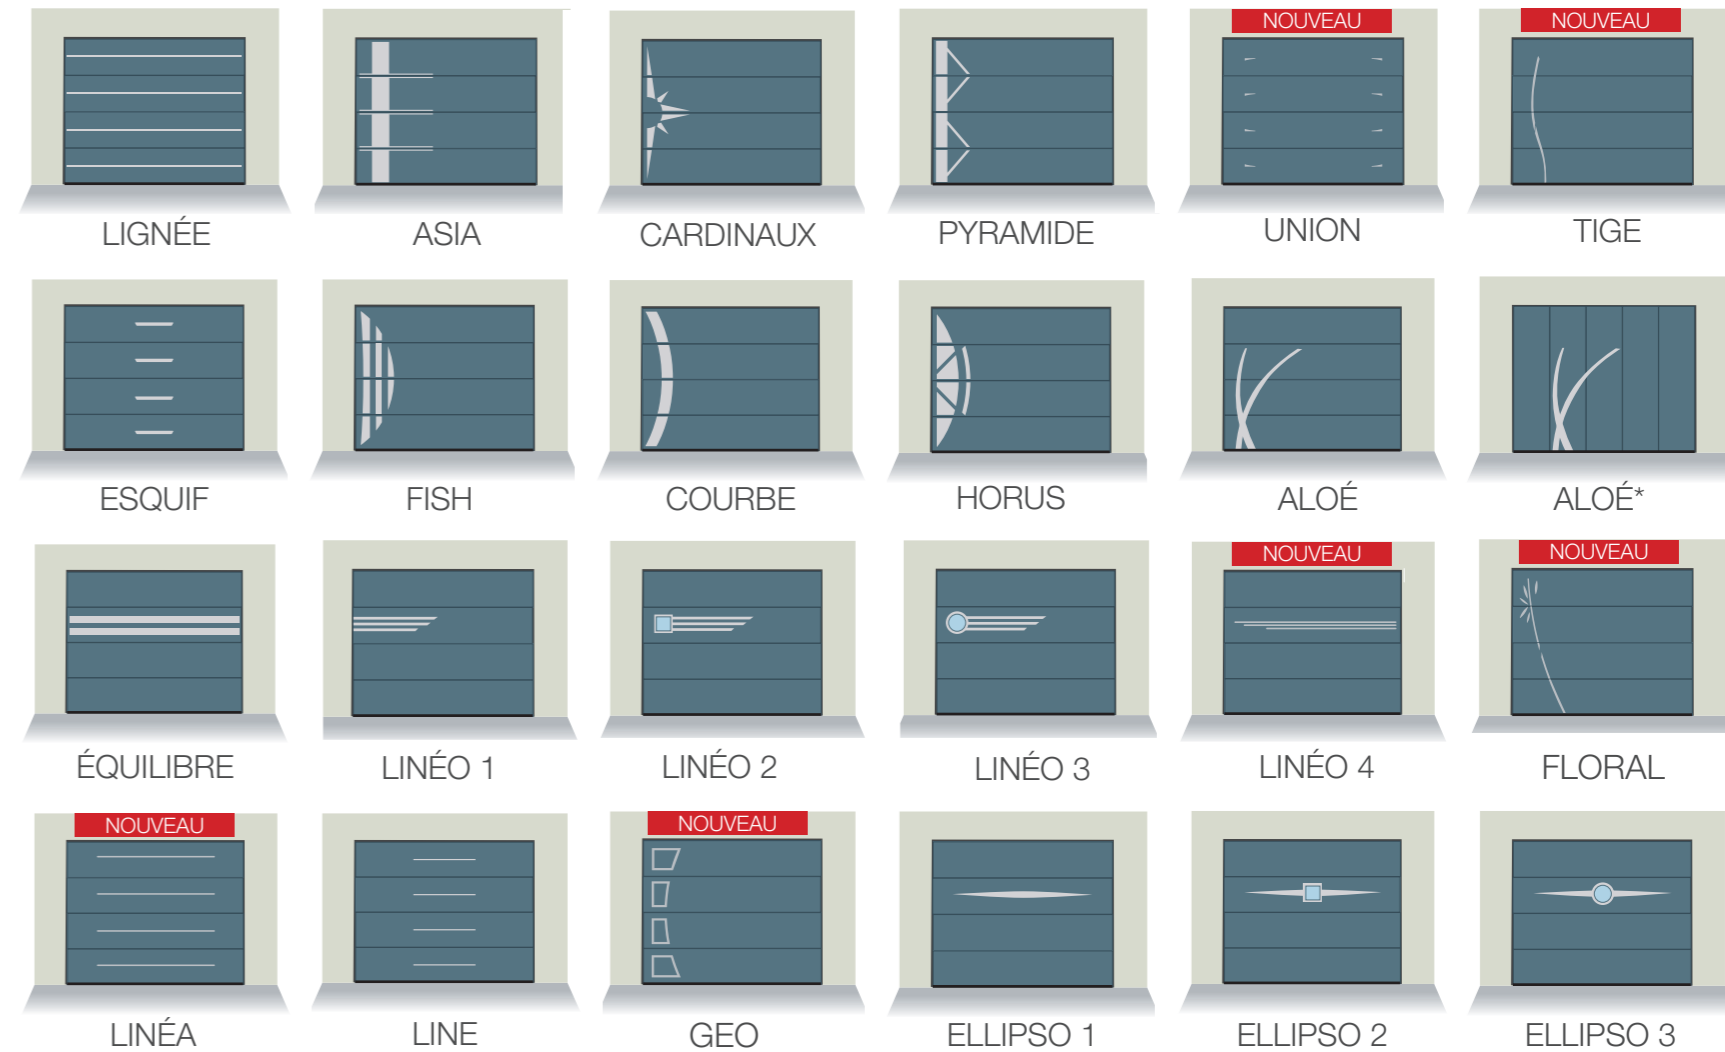 NOUVEAU NOUVEAU
LIGNÉE ASIA CARDINAUX PYRAMIDE UNION TIGE
ESQUIF FISH COURBE HORUS ALOÉ ALOÉ*
NOUVEAU NOUVEAU
ÉQUILIBRE LINÉO 1 LINÉO 2 LINÉO 3 LINÉO 4 FLORAL
NOUVEAU NOUVEAU
LINÉA LINE GEO ELLIPSO 1 ELLIPSO 2 ELLIPSO 3